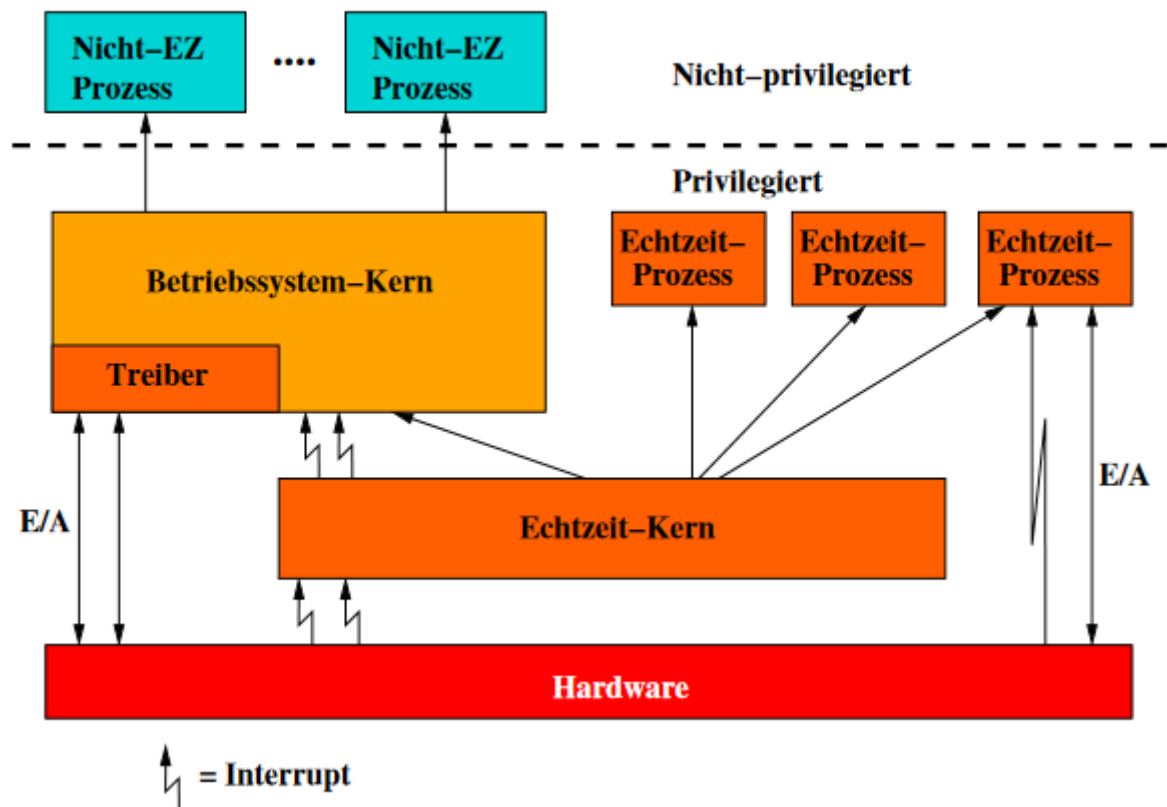 Nicht–EZ
Prozess
....
Nicht–EZ
Prozess
Nicht–privilegiert
Privilegiert
Betriebssystem–Kern
Treiber
Echtzeit–
Prozess
Echtzeit–
Prozess
Echtzeit–
Prozess
E/A
E/A
Echtzeit–Kern
Hardware
= Interrupt